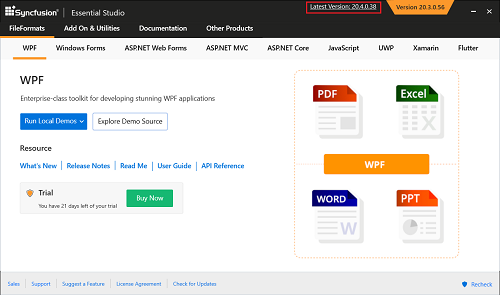 Syncfusion Essential Studio
Latest Version: 20.4.0.38
Version 20.3.0.56
FileFormats Add On & Utilities Documentation Other Products
WPF Windows Forms ASP.NET Web Forms ASP.NET MVC ASP.NET Core JavaScript UWP Xamarin Flutter
WPF
Enterprise-class toolkit for developing stunning WPF applications
Run Local Demos Explore Demo Source
Resource
What's New Release Notes Read Me User Guide API Reference
Trial
You have 21 days left of your trial
Buy Now
PDF Excel
WPF
WORD PPT
W
Sales Support Suggest a Feature License Agreement Check for Updates
Recheck